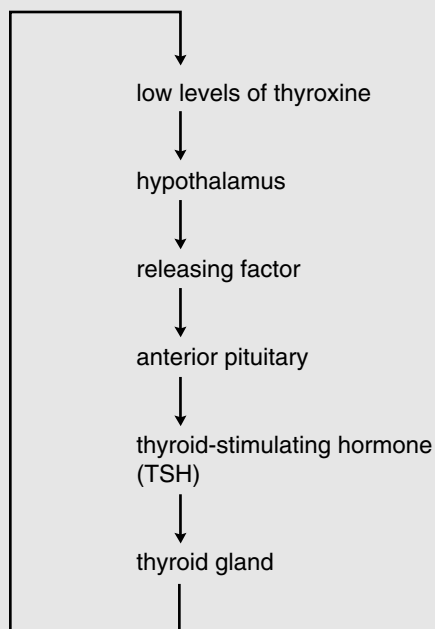 low levels of thyroxine
hypothalamus
releasing factor
anterior pituitary
thyroid-stimulating hormone
(TSH)
thyroid gland